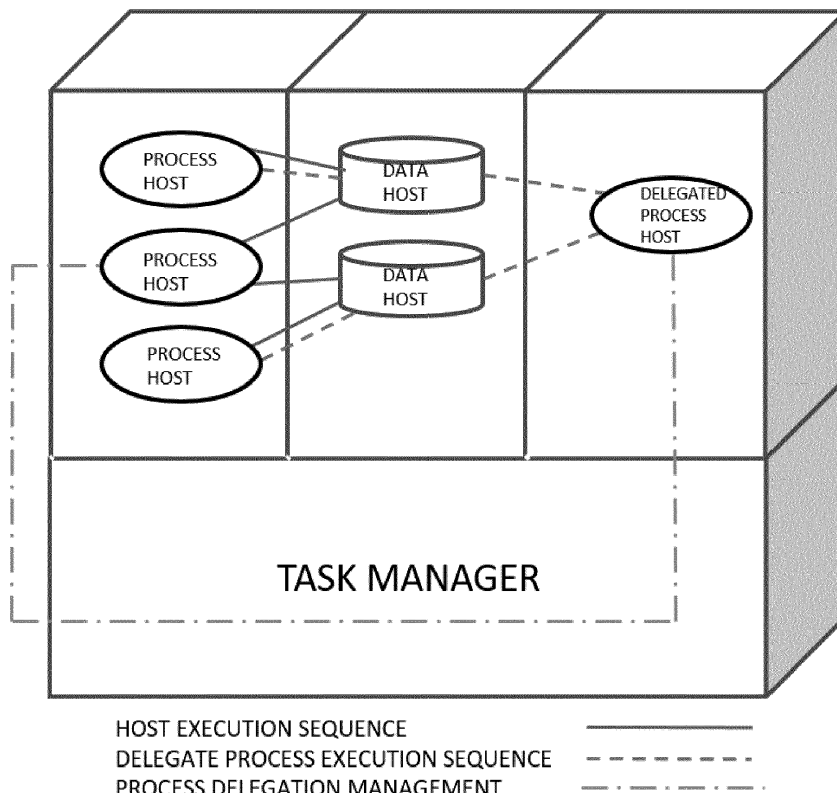 PROCESS
HOST
DATA
HOST
DELEGATED
PROCESS
HOST
PROCESS
HOST
DATA
HOST
PROCESS
HOST
TASK MANAGER
HOST EXECUTION SEQUENCE
DELEGATE PROCESS EXECUTION SEQUENCE
PROCESS DELEGATION MANAGEMENT